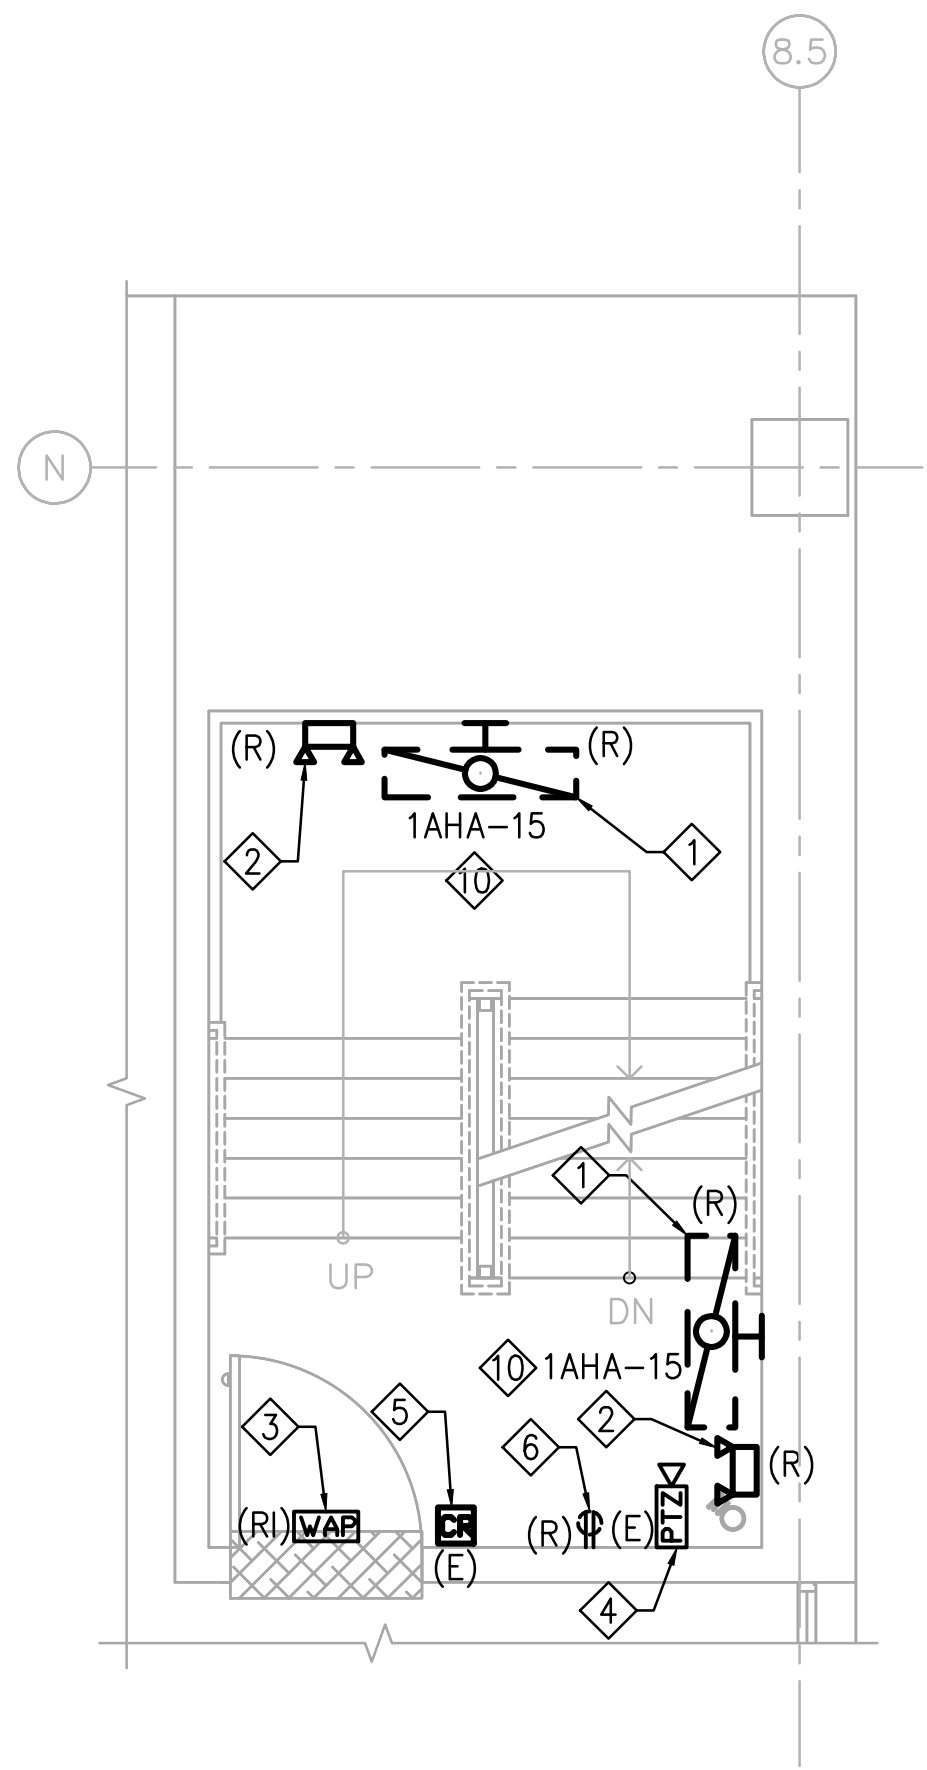 8.5
N
(R) (R)
1AHA-15
2 1
10
1
(R)
UP
DN
10 1AHA-15
5 2
3 6
(R)
(RI) WAP CR (R) (E) PTZ
(E)
4